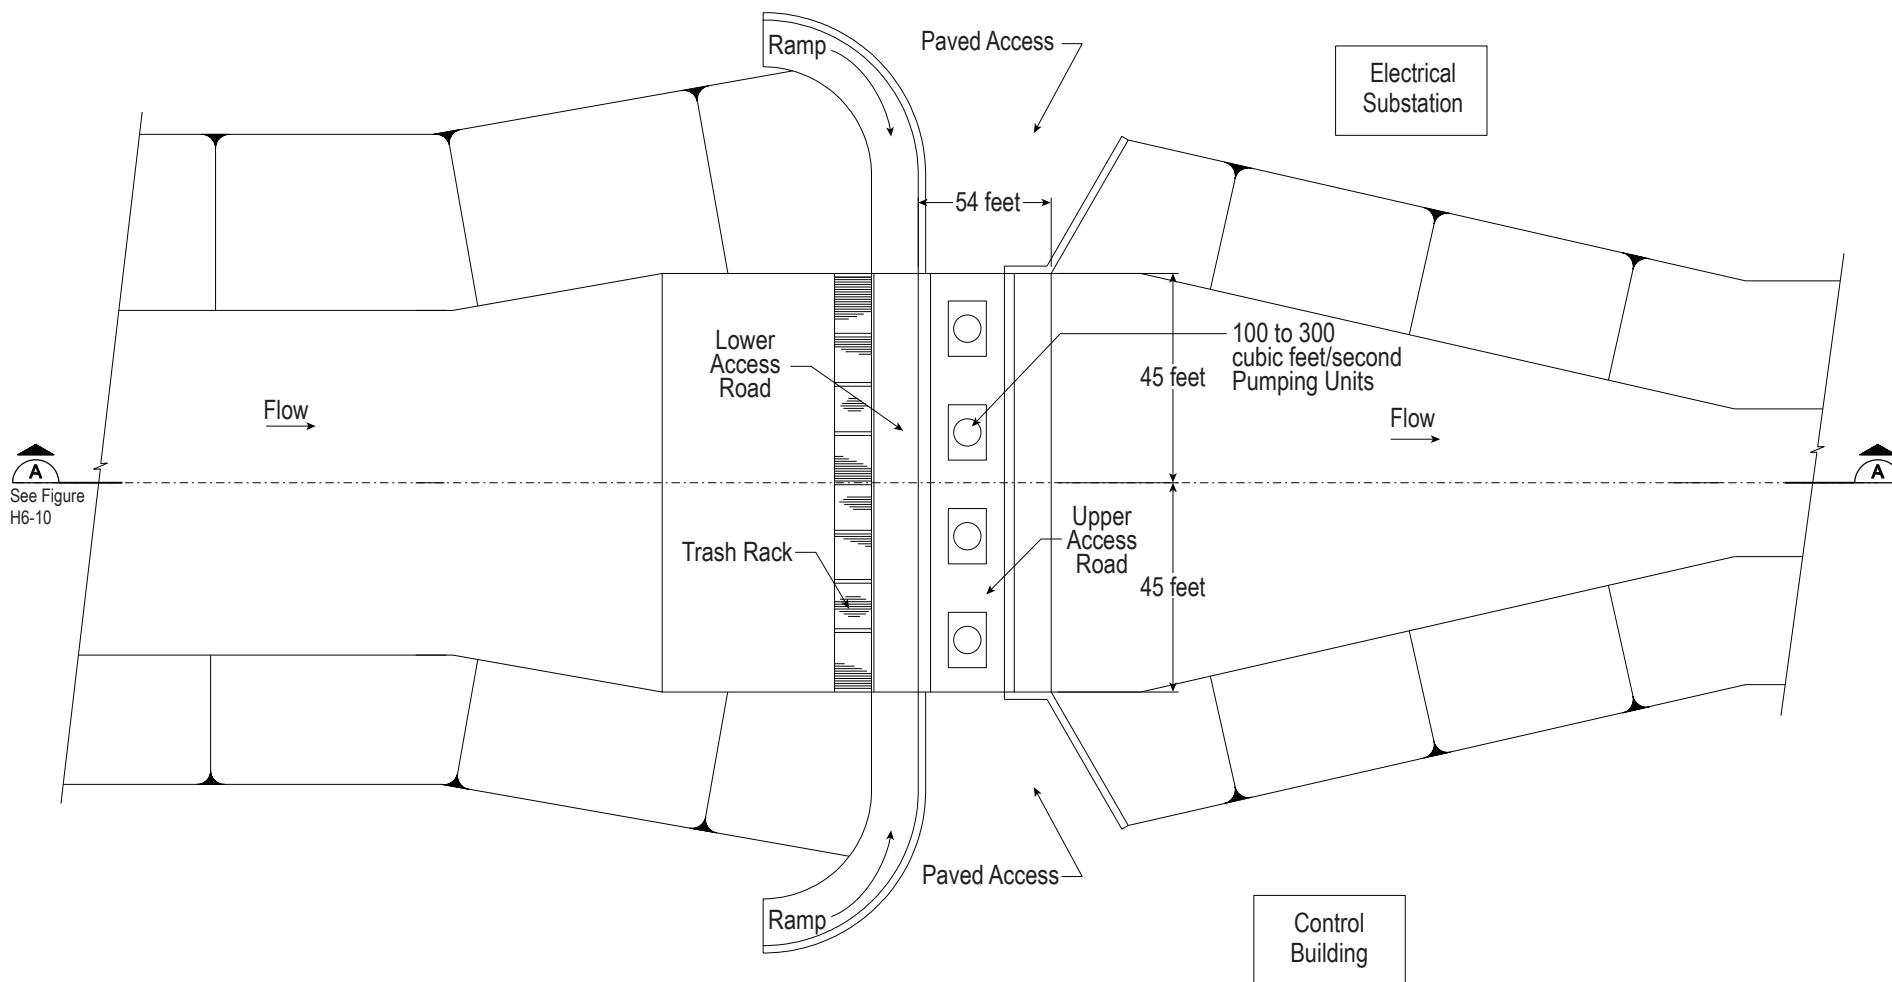 Ramp
Paved Access
Electrical
Substation
54 feet
Lower
Access
Road
100 to 300
cubic feet/second
Pumping Units
45 feet
Flow
Flow
A
See Figure
H6-10
A
Trash Rack
Upper
Access
Road
45 feet
Paved Access
Ramp
Control
Building